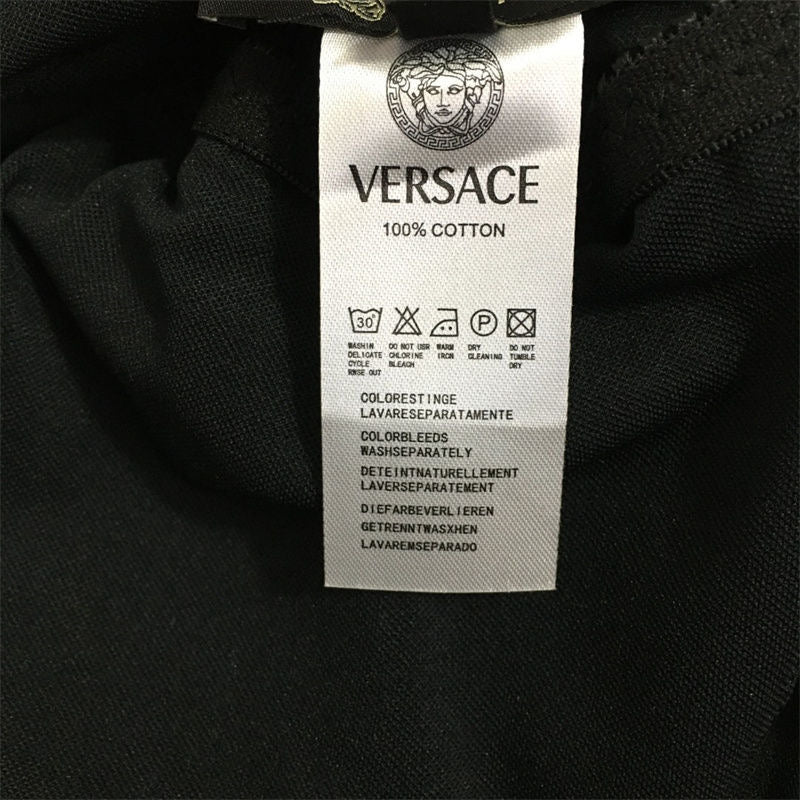 VERSACE
100% COTTON
30°
P
WASHIN DELICATE CYCLE RNSE OUT
DO NOT USR CHLORINE BLEACH
WARM IRCN
DRY CLEANING
DO NOT TUMBLE DRY
COLORESTINGE
LAVARESEPARATAMENTE
COLORBLEEDS
WASHSEPARATELY
DETEINTNATURELLEMENT
LAVERSEPARATEMENT
DIEFARBEVERLIEREN
GETRENNTWASXHEN
LAVAREMSEPARADO